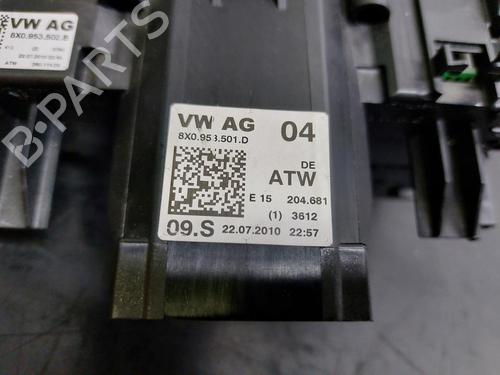 VW AG
8X0.953.502.E
ATW
VW AG 04
8X0.953.501.D
DE
ATW
E 15 204.681
(1) 3612
09.S 22.07.2010 22:57
B-PARTS